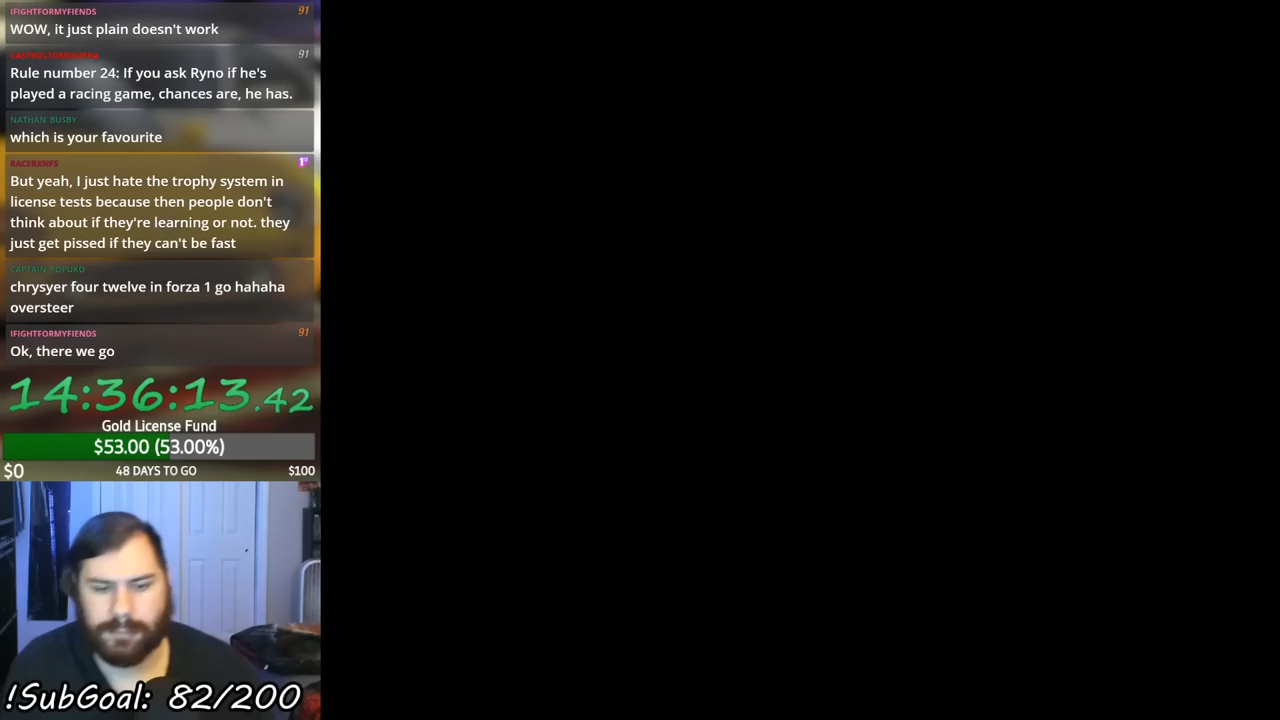 IFIGHTFORMYFIENDS 91
WOW, it just plain doesn't work
91
Rule number 24: If you ask Ryno if he's
played a racing game, chances are, he has.
NATHAN BUSBY
which is your favourite
RACERXNFS
But yeah, I just hate the trophy system in
license tests because then people don't
think about if they're learning or not. they
just get pissed if they can't be fast
CAPTAIN POPUKO
chrysyer four twelve in forza 1 go hahaha
oversteer
IFIGHTFORMYFIENDS 91
Ok, there we go
14:36:13.42
Gold License Fund
$53.00 (53.00%)
$0 48 DAYS TO GO $100
!SubGoal: 82/200